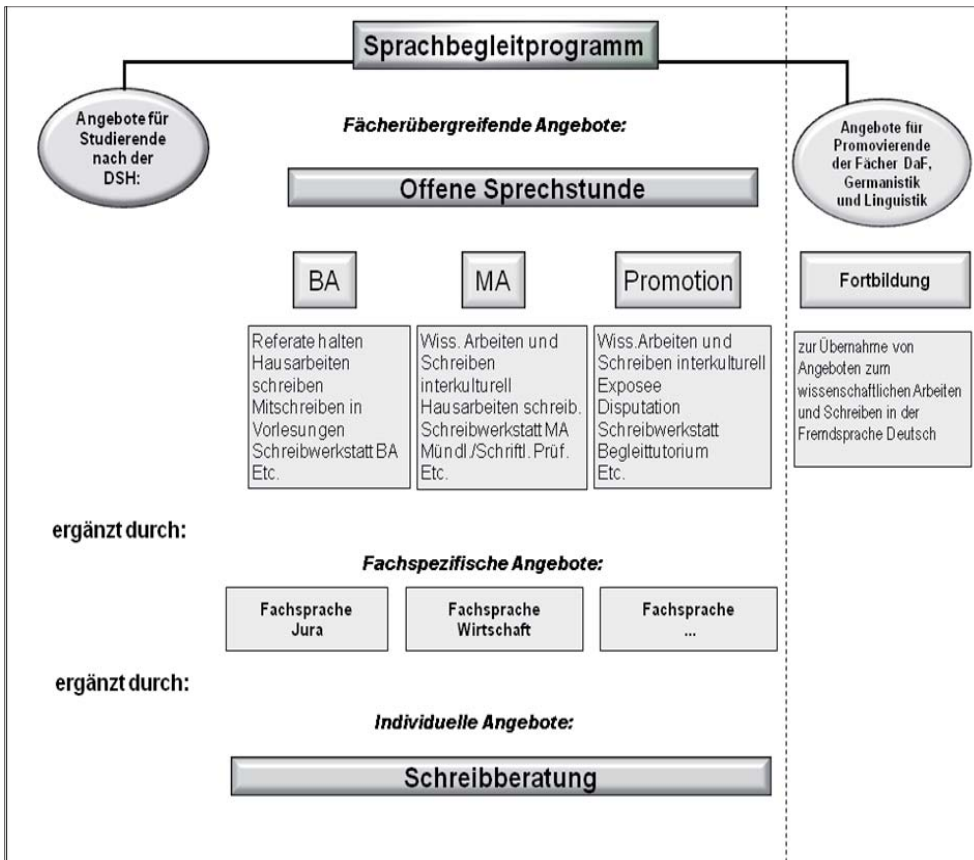 Sprachbegleitprogramm
Angebote für
Studierende
nach der
DSH:
Fächerübergreifende Angebote:
Offene Sprechstunde
Angebote für
Promovierende
der Fächer DaF,
Germanistik
und Linguistik
BA
MA
Promotion
Fortbildung
Referate halten
Hausarbeiten
schreiben
Mitschreiben in
Vorlesungen
Schreibwerkstatt BA
Etc.
Wiss. Arbeiten und
Schreiben
interkulturell
Hausarbeiten schreib.
Schreibwerkstatt MA
Mündl./Schriftl. Prüf.
Etc.
Wiss.Arbeiten und
Schreiben interkulturell
Exposee
Disputation
Schreibwerkstatt
Begleittutorium
Etc.
zur Übernahme von
Angeboten zum
wissenschaftlichen Arbeiten
und Schreiben in der
Fremdsprache Deutsch
ergänzt durch:
Fachspezifische Angebote:
Fachsprache
Jura
Fachsprache
Wirtschaft
Fachsprache
...
ergänzt durch:
Individuelle Angebote:
Schreibberatung